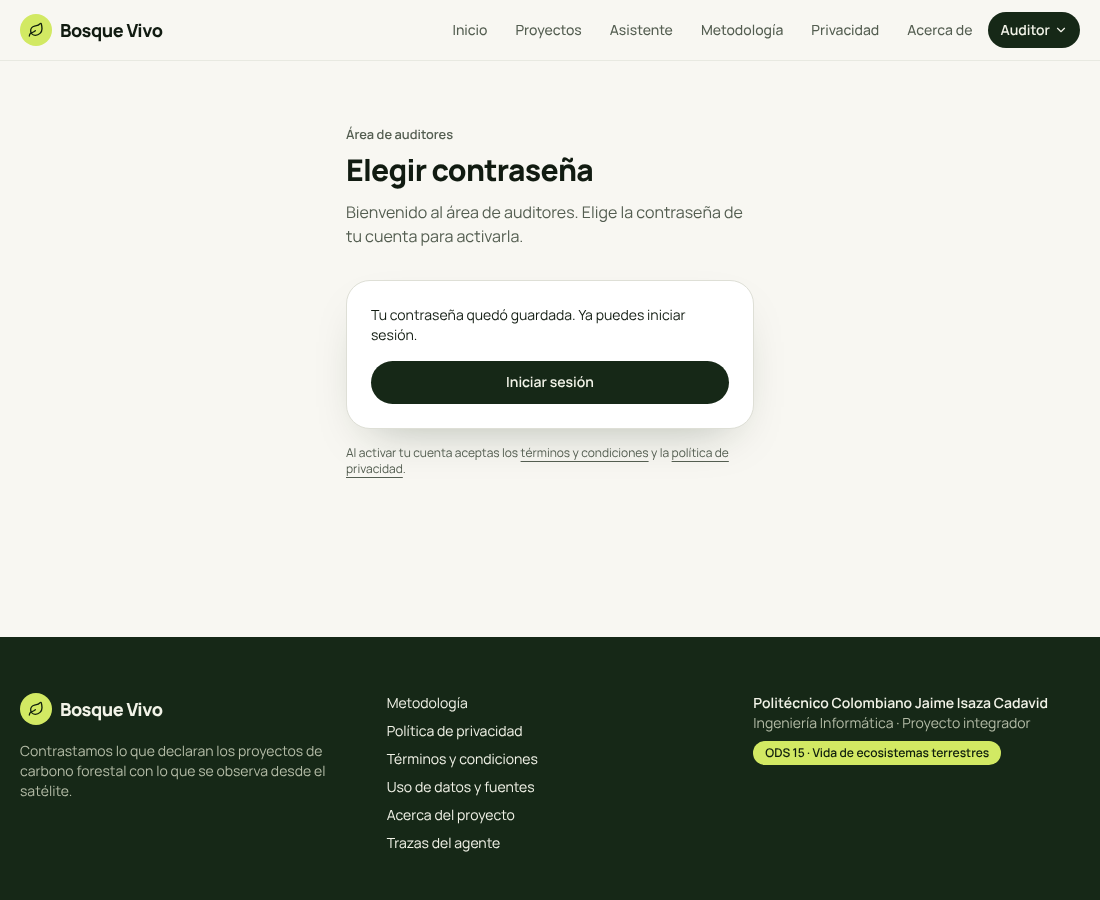 Bosque Vivo
Inicio
Proyectos
Asistente
Metodología
Privacidad
Acerca de
Auditor
Área de auditores
Elegir contraseña
Bienvenido al área de auditores. Elige la contraseña de
tu cuenta para activarla.
Tu contraseña quedó guardada. Ya puedes iniciar
sesión.
Iniciar sesión
Al activar tu cuenta aceptas los términos y condiciones y la política de
privacidad.
Bosque Vivo
Contrastamos lo que declaran los proyectos de
carbono forestal con lo que se observa desde el
satélite.
Metodología
Política de privacidad
Términos y condiciones
Uso de datos y fuentes
Acerca del proyecto
Trazas del agente
Politécnico Colombiano Jaime Isaza Cadavid
Ingeniería Informática · Proyecto integrador
ODS 15 · Vida de ecosistemas terrestres